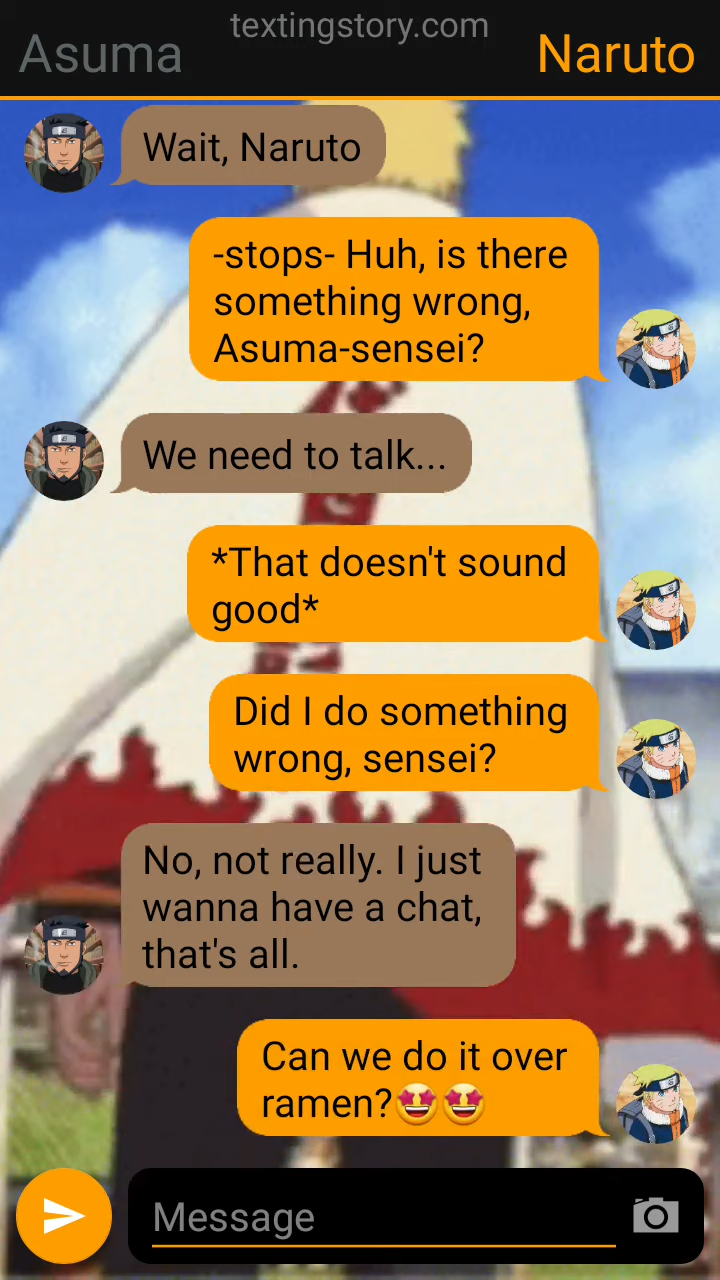 textingstory.com
Asuma
Naruto
Wait, Naruto
-stops- Huh, is there
something wrong,
Asuma-sensei?
We need to talk...
*That doesn't sound
good*
Did I do something
wrong, sensei?
No, not really. I just
wanna have a chat,
that's all.
Can we do it over
ramen?🤩🤩
Message